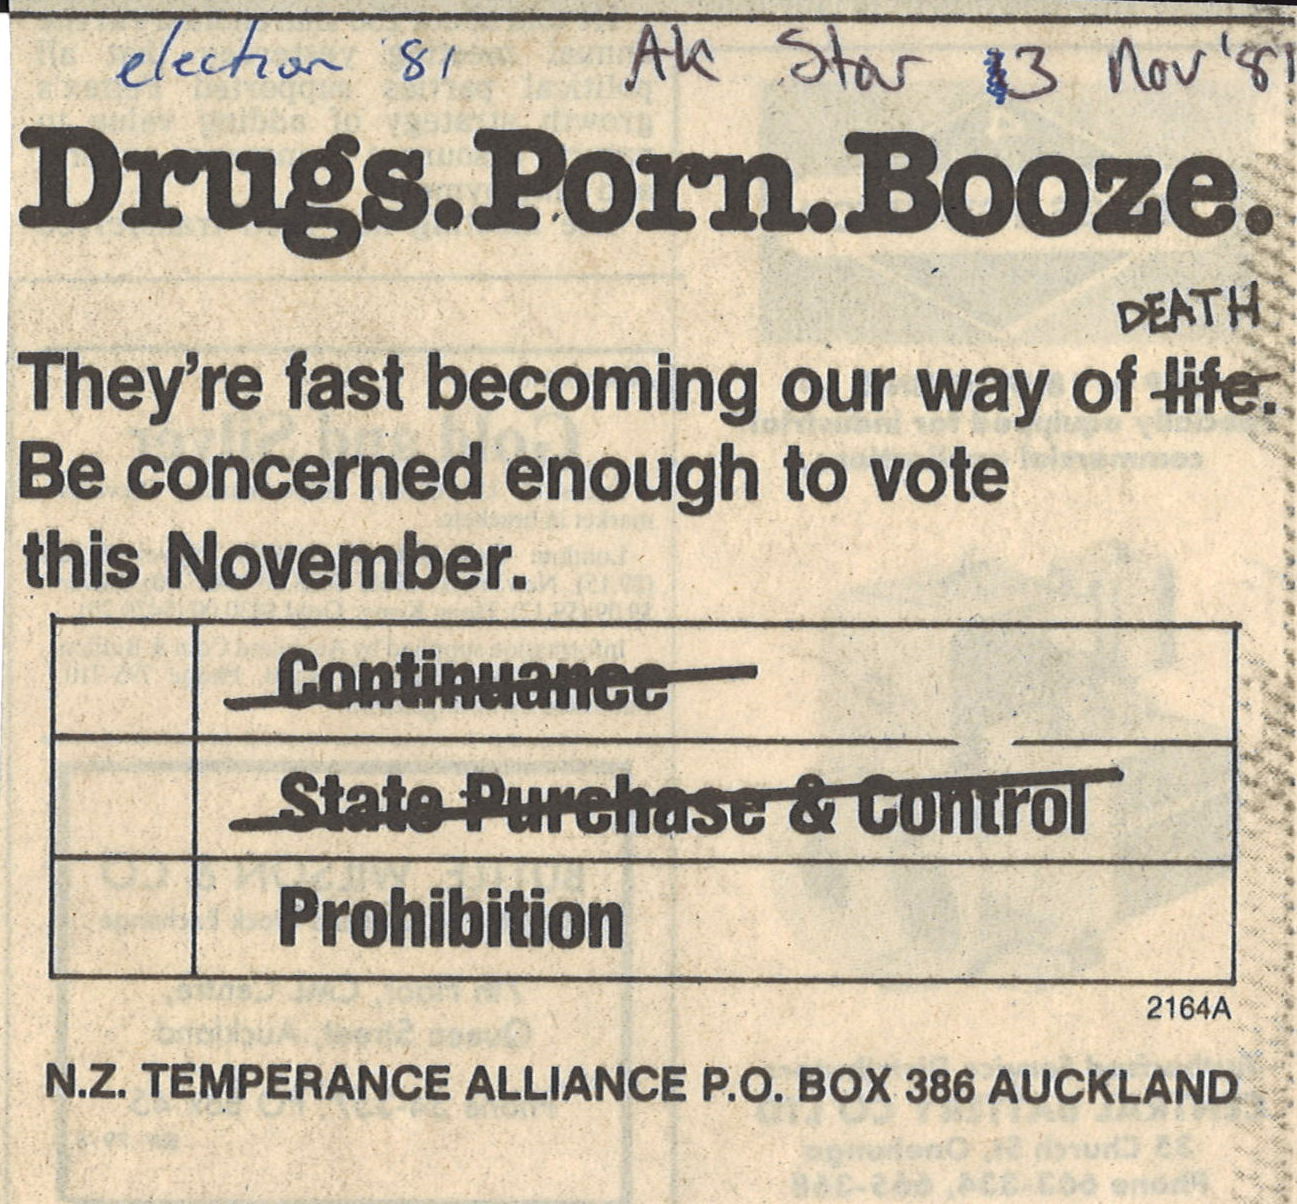 election '81 Ak Star 3 Nov '81
Drugs.Porn.Booze.
DEATH
They're fast becoming our way of life.
Be concerned enough to vote
this November.
Continuance
State Purchase & Control
Prohibition
2164A
N.Z. TEMPERANCE ALLIANCE P.O. BOX 386 AUCKLAND